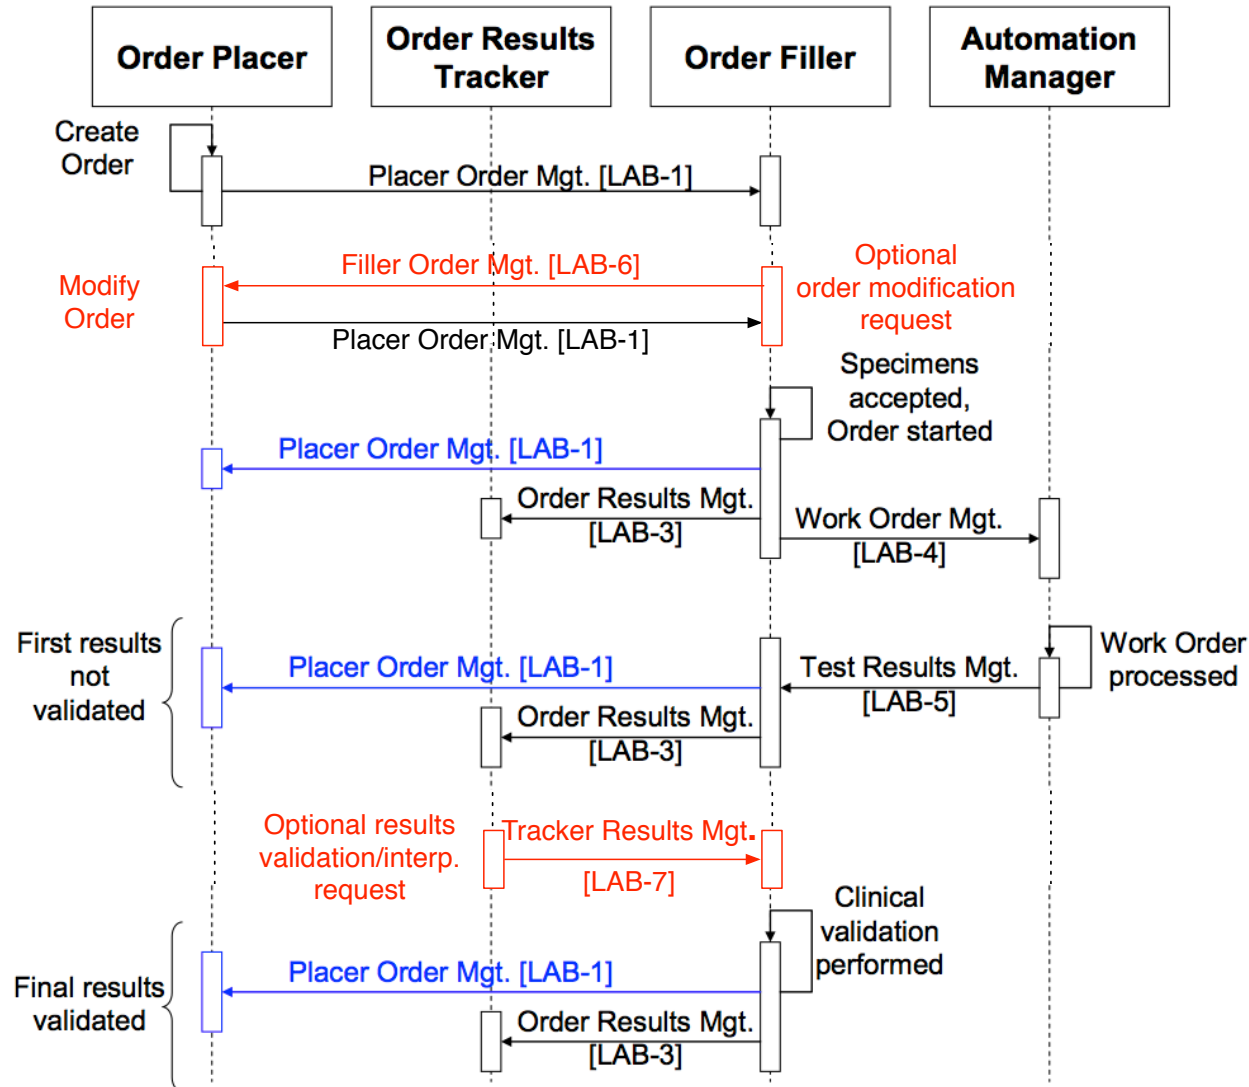 Order Placer
Order Results
Tracker
Order Filler
Automation
Manager
Create
Order
Placer Order Mgt. [LAB-1]
Filler Order Mgt. [LAB-6]
Modify
Order
Optional
order modification
request
Placer Order Mgt. [LAB-1]
Specimens
accepted,
Order started
Placer Order Mgt. [LAB-1]
Order Results Mgt.
[LAB-3]
Work Order Mgt.
[LAB-4]
First results
not
validated
Placer Order Mgt. [LAB-1]
Test Results Mgt.
[LAB-5]
Work Order
processed
Order Results Mgt.
[LAB-3]
Optional results
validation/interp.
request
Tracker Results Mgt.
[LAB-7]
Clinical
validation
performed
Final results
validated
Placer Order Mgt. [LAB-1]
Order Results Mgt.
[LAB-3]